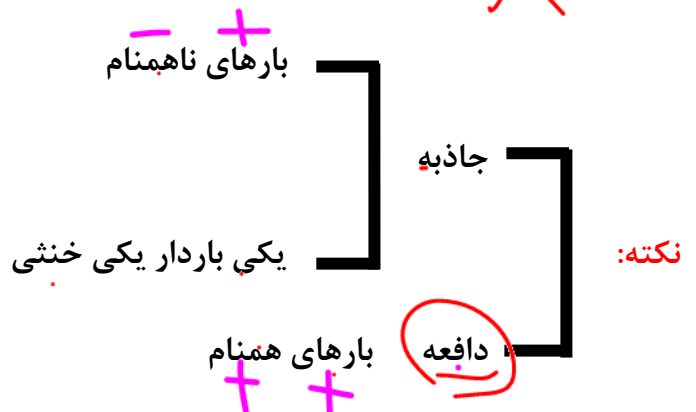 − +
بارهای ناهمنام
جاذبه
نکته:
یکی باردار یکی خنثی
دافعه بارهای همنام
+ +